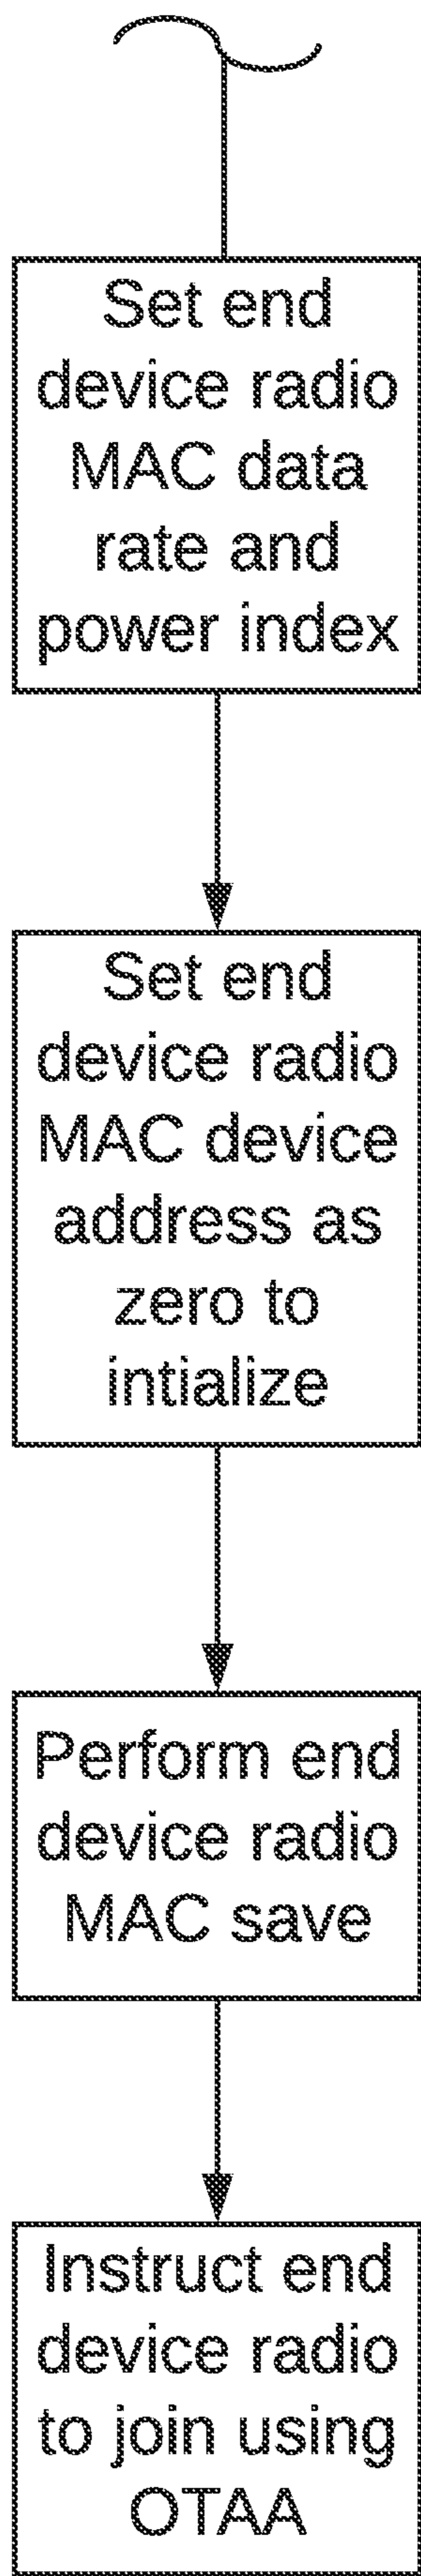 Set end
device radio
MAC data
rate and
power index
Set end
device radio
MAC device
address as
zero to
intialize
Perform end
device radio
MAC save
Instruct end
device radio
to join using
OTAA